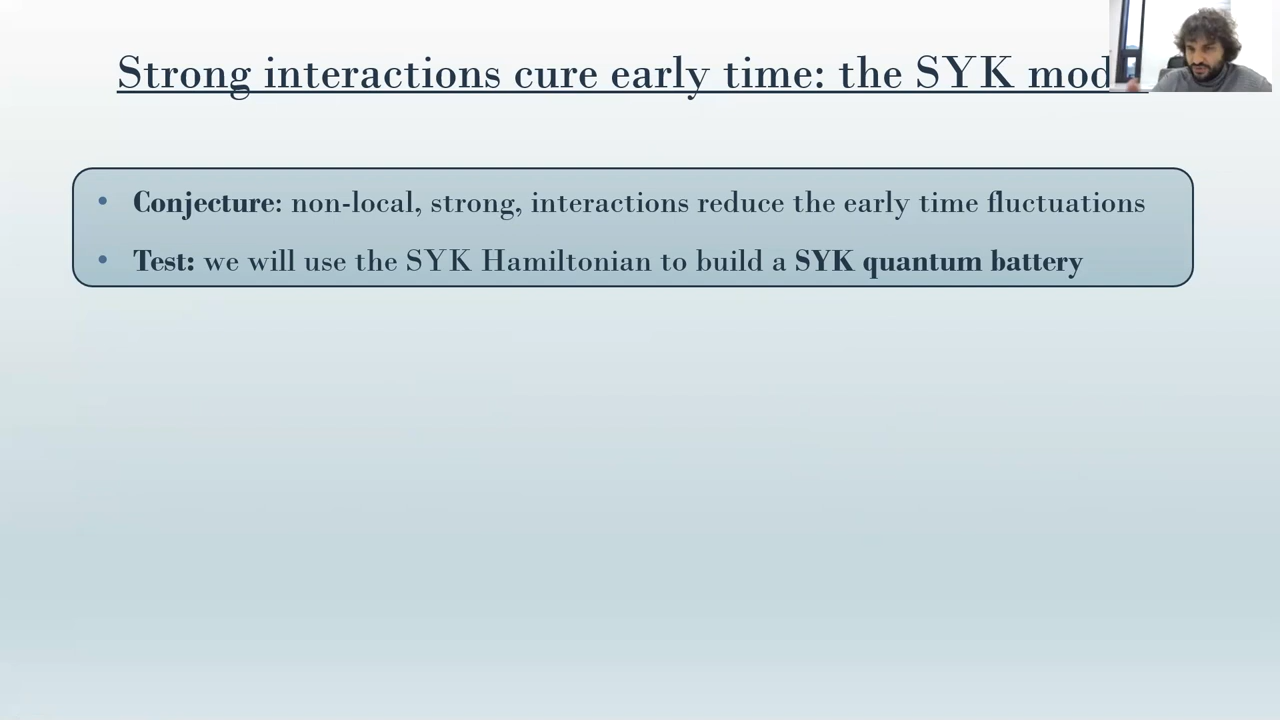 Strong interactions cure early time: the SYK
• Conjecture: non-local, strong, interactions reduce the early time fluctuations
• Test: we will use the SYK Hamiltonian to build a SYK quantum battery